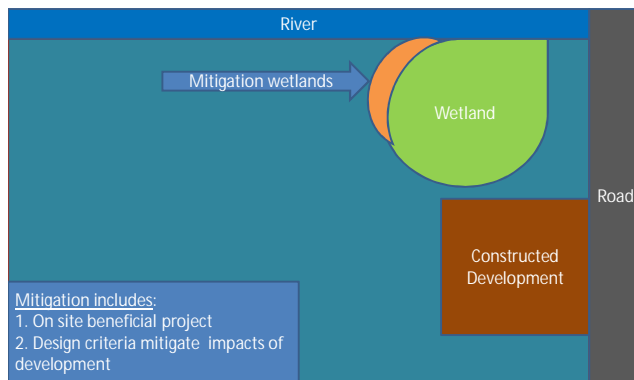 River
Mitigation wetlands
Wetland
Road
Constructed
Development
Mitigation includes:
1. On site beneficial project
2. Design criteria mitigate impacts of
development